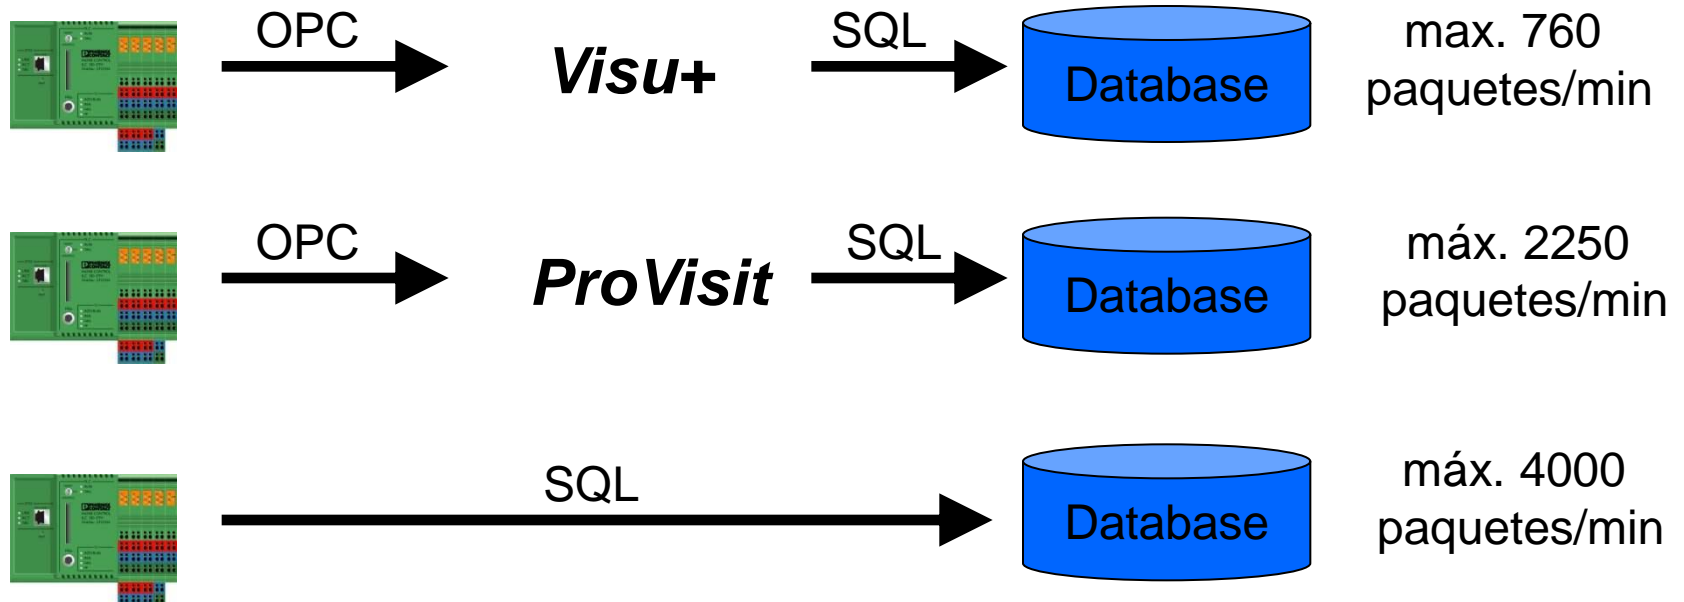 OPC
Visu+
SQL
Database
max. 760
paquetes/min
OPC
ProVisit
SQL
Database
máx. 2250
paquetes/min
SQL
Database
máx. 4000
paquetes/min